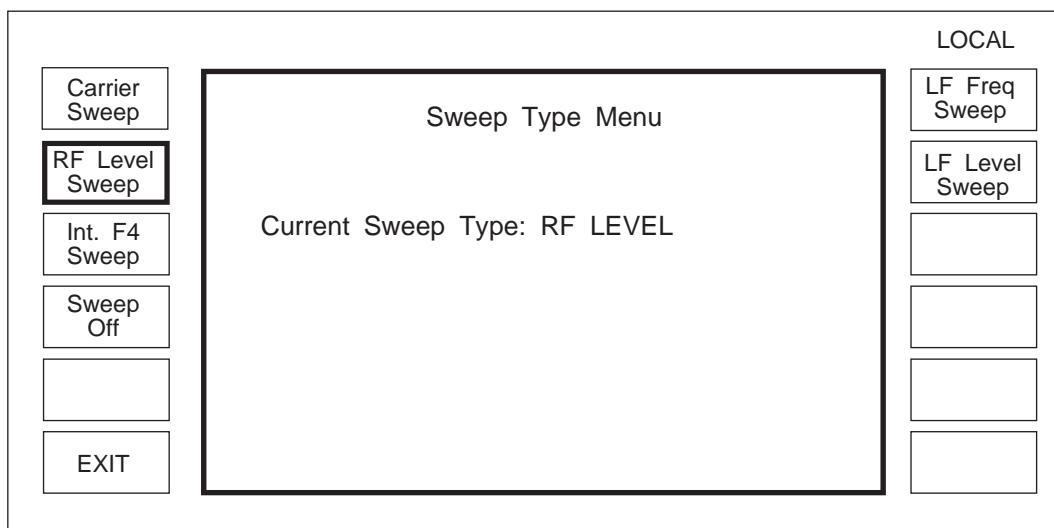 LOCAL
Carrier
Sweep
RF Level
Sweep
Int. F4
Sweep
Sweep
Off
EXIT
Sweep Type Menu
Current Sweep Type: RF LEVEL
LF Freq
Sweep
LF Level
Sweep